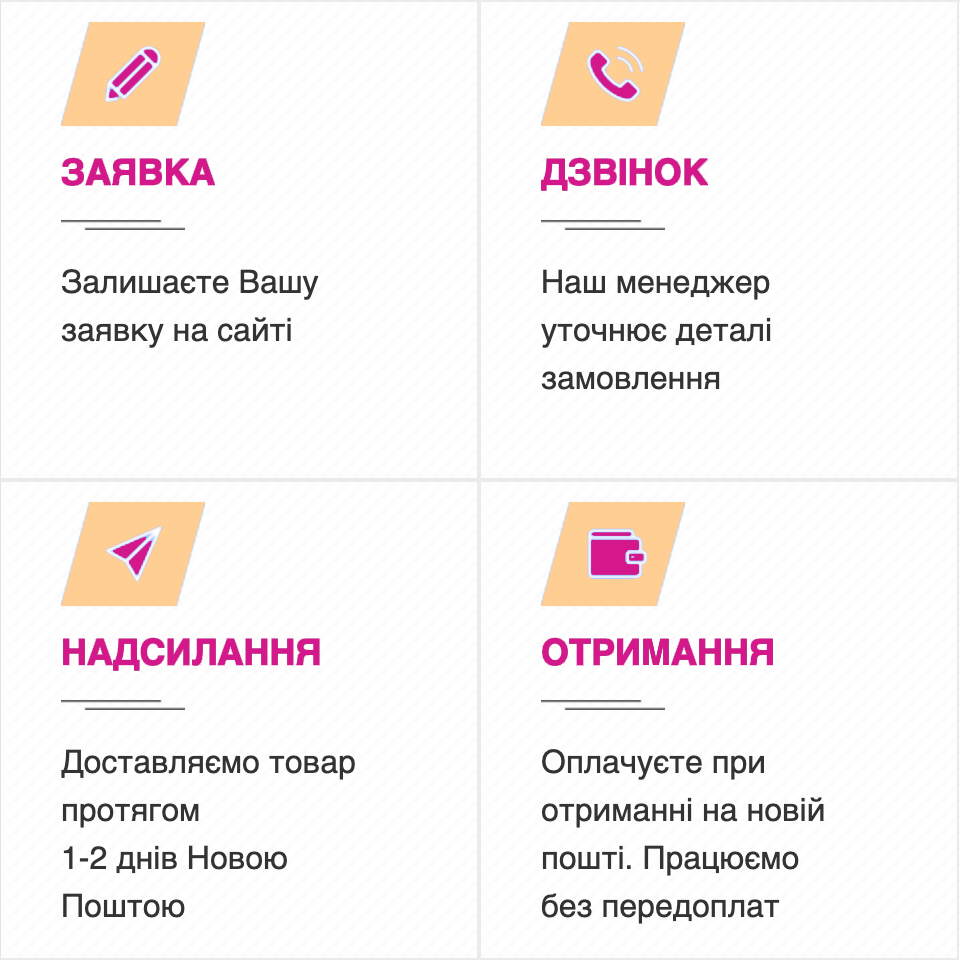 ЗАЯВКА
Залишаєте Вашу
заявку на сайті
ДЗВІНОК
Наш менеджер
уточнює деталі
замовлення
НАДСИЛАННЯ
Доставляємо товар
протягом
1-2 днів Новою
Поштою
ОТРИМАННЯ
Оплачуєте при
отриманні на новій
пошті. Працюємо
без передоплат